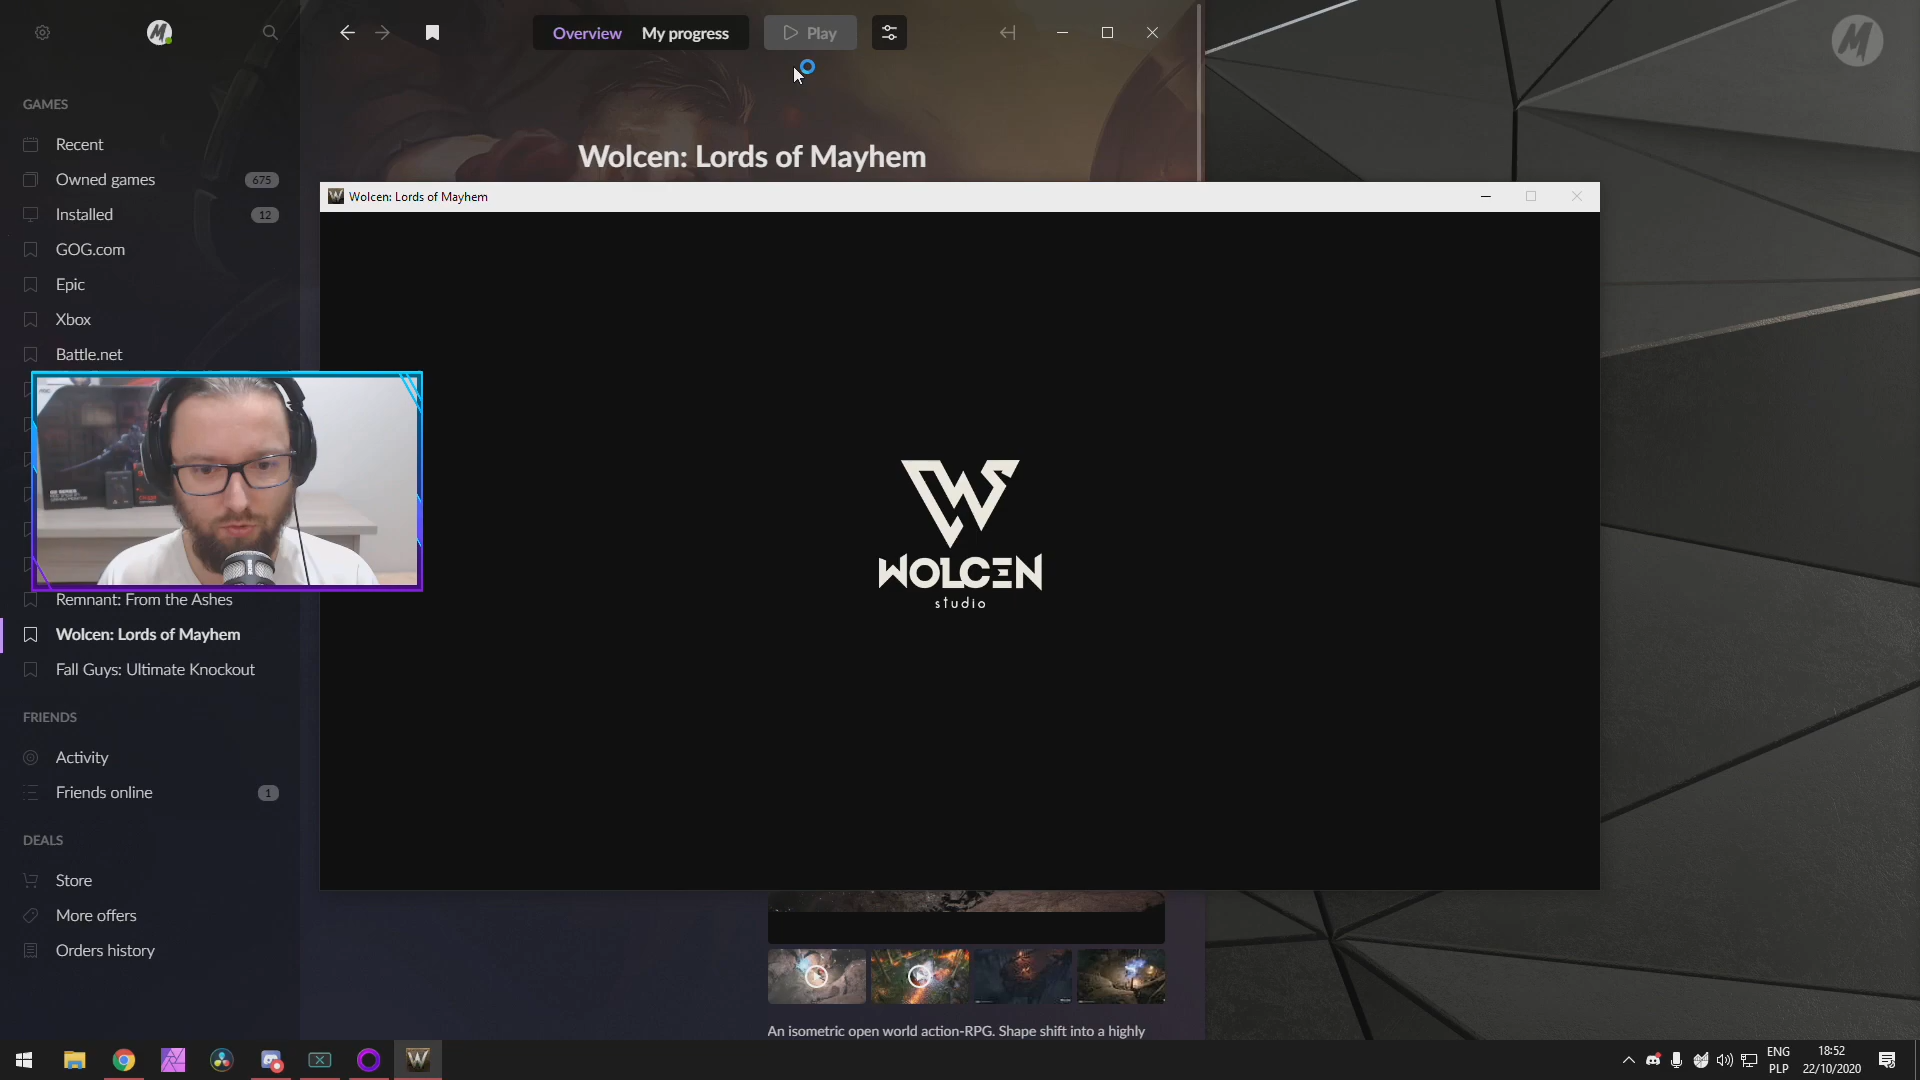 Overview My progress Play
GAMES
Recent
Owned games 675
Installed 12
GOG.com
Epic
Xbox
Battle.net
Remnant: From the Ashes
Wolcen: Lords of Mayhem
Fall Guys: Ultimate Knockout
FRIENDS
Activity
Friends online 1
DEALS
Store
More offers
Orders history
Wolcen: Lords of Mayhem
Wolcen: Lords of Mayhem
WOLCEN
studio
An isometric open world action-RPG. Shape shift into a highly
ENG
PLP
18:52
22/10/2020